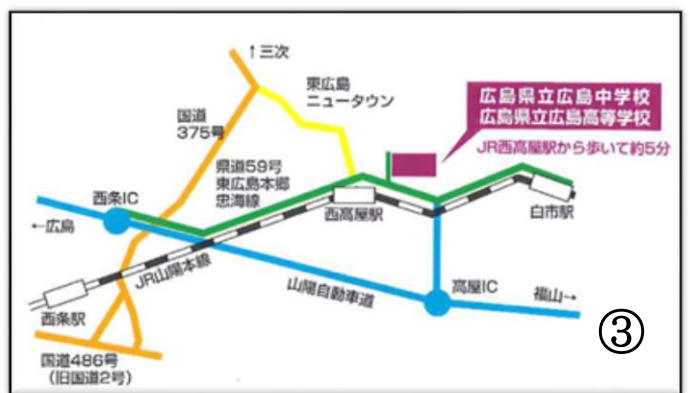 ↑三次
東広島
ニュータウン
国道
375号
広島県立広島中学校
広島県立広島高等学校
JR西高屋駅から歩いて約5分
県道59号
東広島本郷
忠海線
西条IC
←広島
西高屋駅
白市駅
JR山陽本線
山陽自動車道
高屋IC
福山→
西条駅
国道486号
（旧国道2号）
③